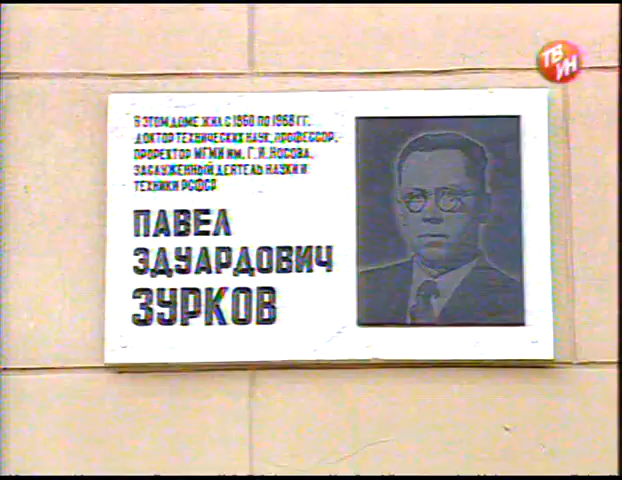 ТВ
ИН
В ЭТОМ ДОМЕ ЖИЛ С 1960 ПО 1968 ГГ.
ДОКТОР ТЕХНИЧЕСКИХ НАУК, ПРОФЕССОР,
ПРОРЕКТОР МГМИ ИМ. Г.И. НОСОВА,
ЗАСЛУЖЕННЫЙ ДЕЯТЕЛЬ НАУКИ И
ТЕХНИКИ РСФСР
ПАВЕЛ
ЭДУАРДОВИЧ
ЗУРКОВ